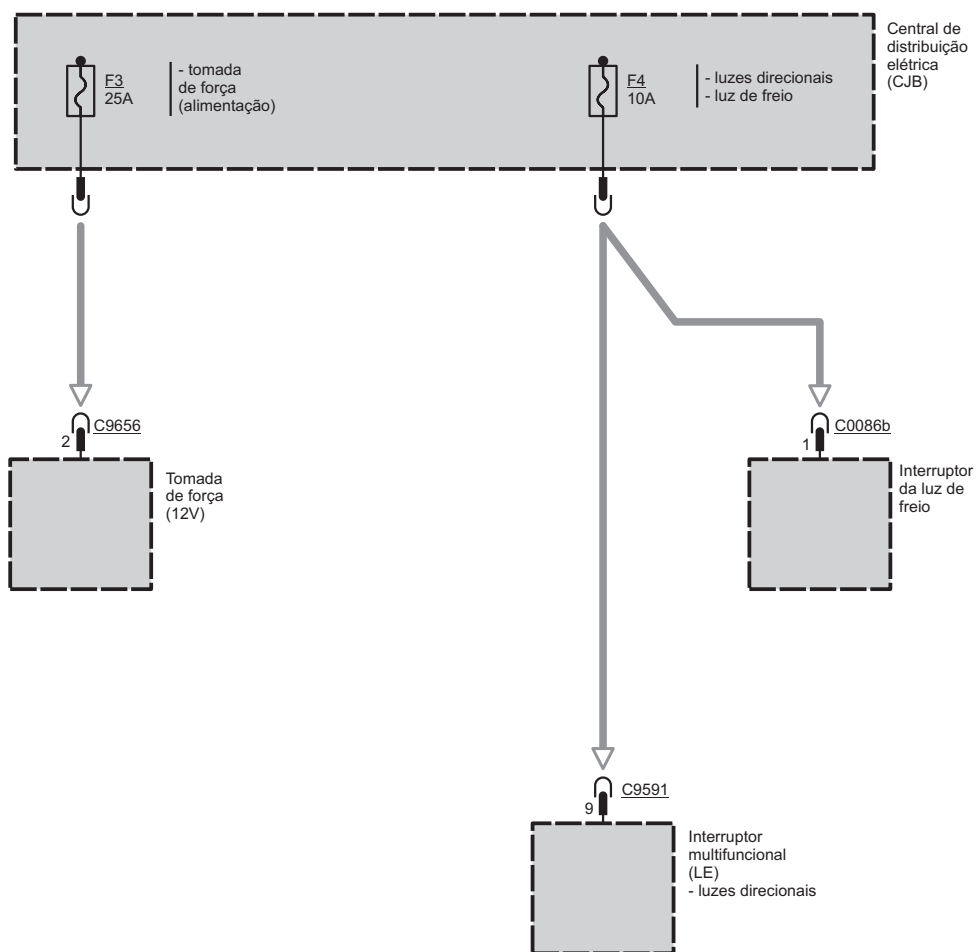 Central de
distribuição
elétrica
(CJB)
F3
25A
- tomada
de força
(alimentação)
F4
10A
- luzes direcionais
- luz de freio
C9656
2
Tomada
de força
(12V)
C0086b
1
Interruptor
da luz de
freio
C9591
9
Interruptor
multifuncional
(LE)
- luzes direcionais